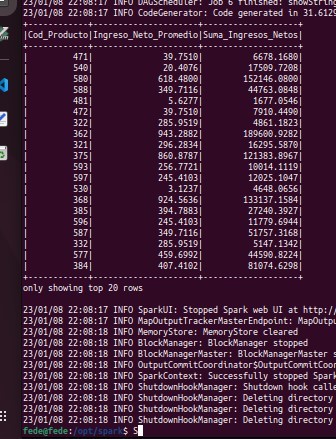 23/01/08 22:08:17 INFO DAGScheduler: Job 6 finished: showStrin
23/01/08 22:08:17 INFO CodeGenerator: Code generated in 31.6129
+------------+--------------------+-------------------+
|Cod_Producto|Ingreso_Neto_Promedio|Suma_Ingresos_Netos|
+------------+--------------------+-------------------+
| 471| 39.7510| 6678.1680|
| 540| 20.4076| 17509.7208|
| 580| 618.4800| 152146.0800|
| 588| 349.7116| 44763.0848|
| 481| 5.6277| 1677.0546|
| 472| 39.7510| 7910.4490|
| 322| 285.9519| 4861.1823|
| 362| 943.2882| 189600.9282|
| 321| 296.2834| 16295.5870|
| 375| 860.8787| 121383.8967|
| 593| 256.7721| 10014.1119|
| 597| 245.4103| 12025.1047|
| 530| 3.1237| 4648.0656|
| 368| 924.5636| 133137.1584|
| 385| 394.7883| 27240.3927|
| 596| 245.4103| 11779.6944|
| 587| 349.7116| 51757.3168|
| 332| 285.9519| 5147.1342|
| 577| 459.6992| 44590.8224|
| 384| 407.4102| 81074.6298|
+------------+--------------------+-------------------+
only showing top 20 rows
23/01/08 22:08:17 INFO SparkUI: Stopped Spark web UI at http:/
23/01/08 22:08:17 INFO MapOutputTrackerMasterEndpoint: MapOutpu
23/01/08 22:08:18 INFO MemoryStore: MemoryStore cleared
23/01/08 22:08:18 INFO BlockManager: BlockManager stopped
23/01/08 22:08:18 INFO BlockManagerMaster: BlockManagerMaster s
23/01/08 22:08:18 INFO OutputCommitCoordinator$OutputCommitCoor
23/01/08 22:08:18 INFO SparkContext: Successfully stopped Spark
23/01/08 22:08:18 INFO ShutdownHookManager: Shutdown hook calle
23/01/08 22:08:18 INFO ShutdownHookManager: Deleting directory
23/01/08 22:08:18 INFO ShutdownHookManager: Deleting directory
23/01/08 22:08:18 INFO ShutdownHookManager: Deleting directory
fede@fede:/opt/spark$ S